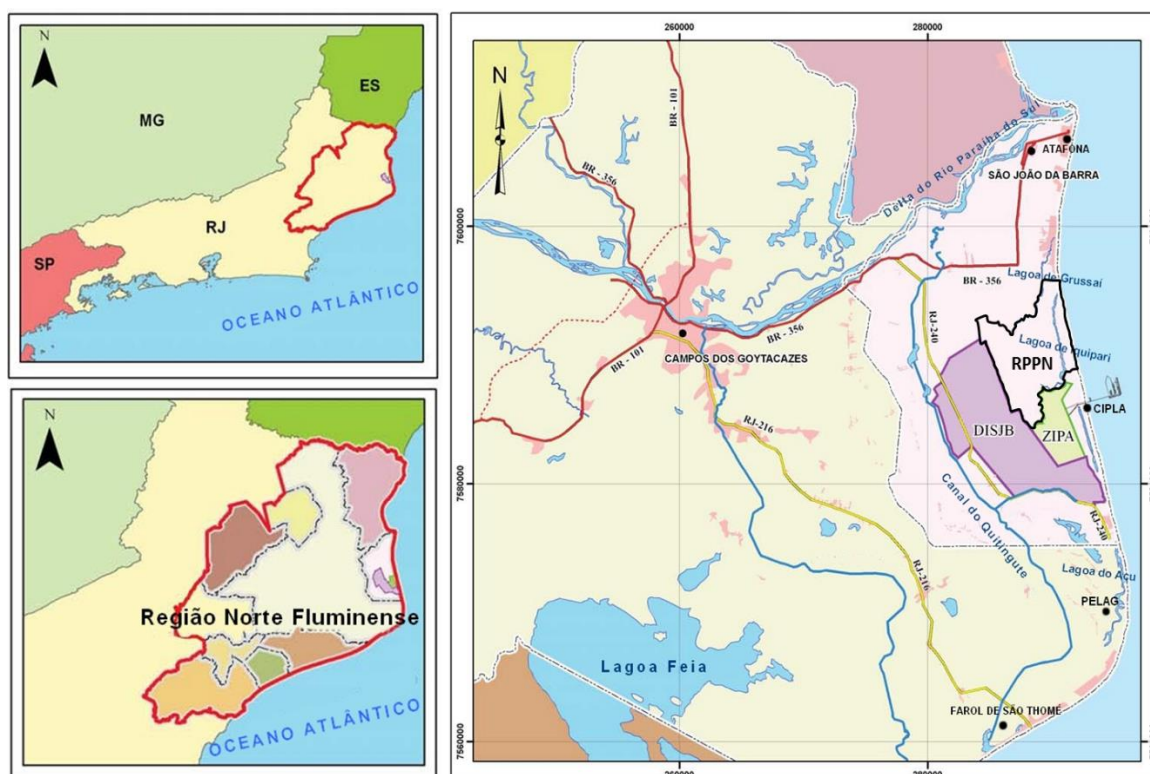 N
MG
ES
RJ
SP
OCEANO ATLÂNTICO
N
Região Norte Fluminense
OCEANO ATLÂNTICO
260000
280000
N
BR - 101
BR - 356
Delta do Rio Paraíba do Sul
ATAFONA
SÃO JOÃO DA BARRA
7600000
Lagoa de Grussaí
BR - 356
RJ-240
BR - 356
Lagoa de Iquipari
RPPN
CAMPOS DOS GOYTACAZES
BR - 101
CIPLA
RJ-216
DISJB
ZIPA
7580000
Canal do Quitingute
RJ-240
Lagoa do Açu
RJ-216
PELAG
Lagoa Feia
FAROL DE SÃO THOMÉ
7560000
260000
280000